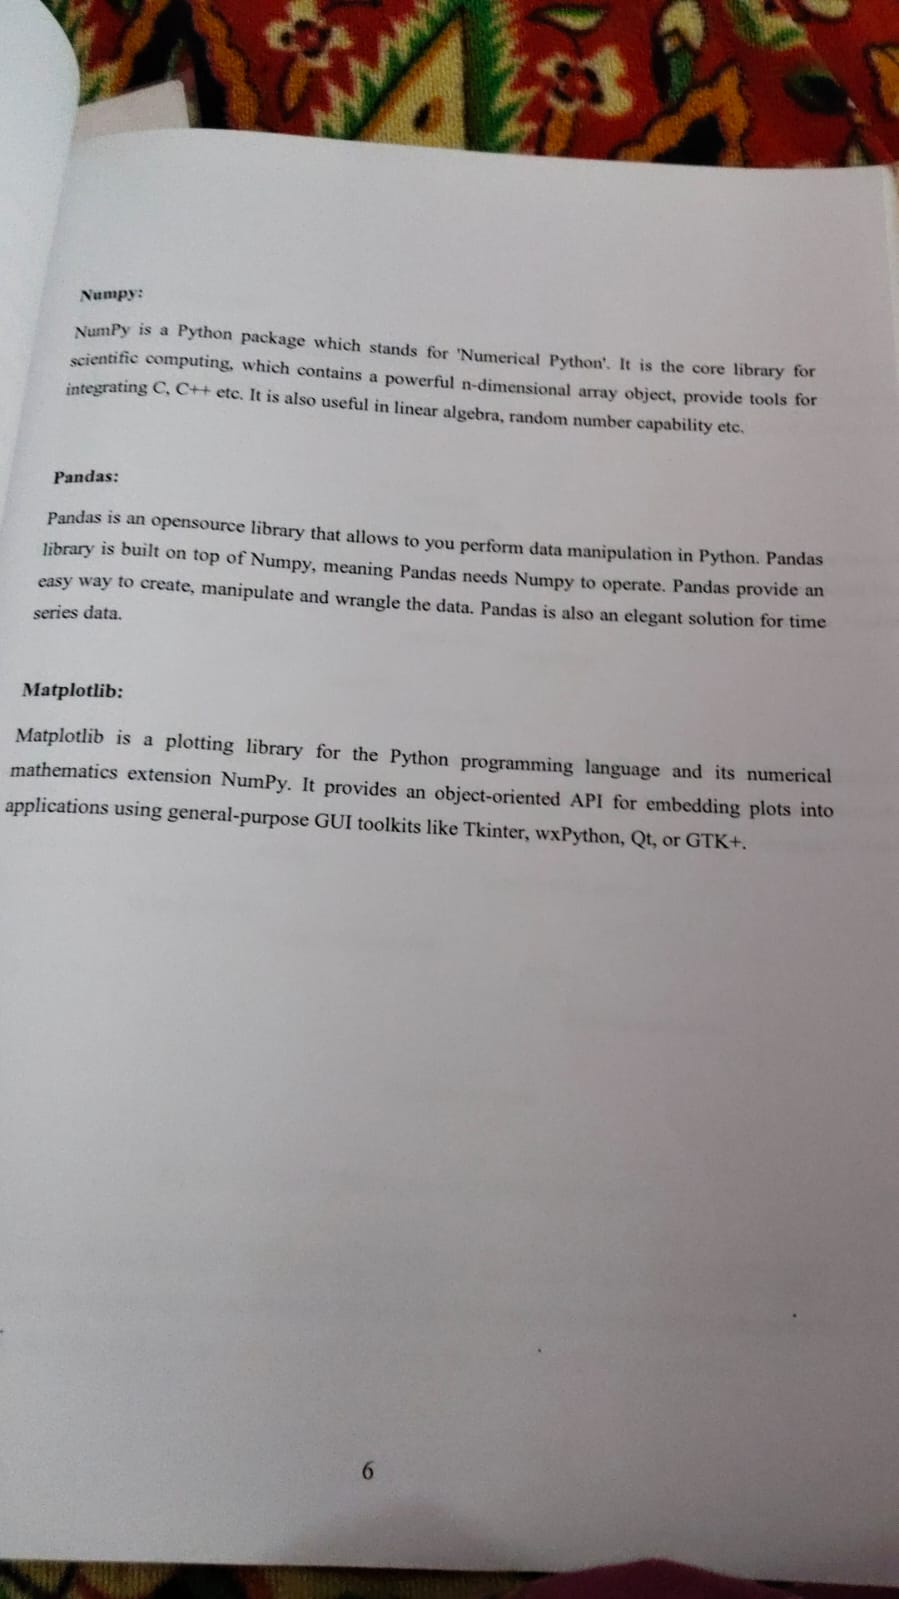 Numpy:
NumPy is a Python package which stands for 'Numerical Python'. It is the core library for
scientific computing, which contains a powerful n-dimensional array object, provide tools for
integrating C, C++ etc. It is also useful in linear algebra, random number capability etc.
Pandas:
Pandas is an opensource library that allows to you perform data manipulation in Python. Pandas
library is built on top of Numpy, meaning Pandas needs Numpy to operate. Pandas provide an
easy way to create, manipulate and wrangle the data. Pandas is also an elegant solution for time
series data.
Matplotlib:
Matplotlib is a plotting library for the Python programming language and its numerical
mathematics extension NumPy. It provides an object-oriented API for embedding plots into
applications using general-purpose GUI toolkits like Tkinter, wxPython, Qt, or GTK+.
6